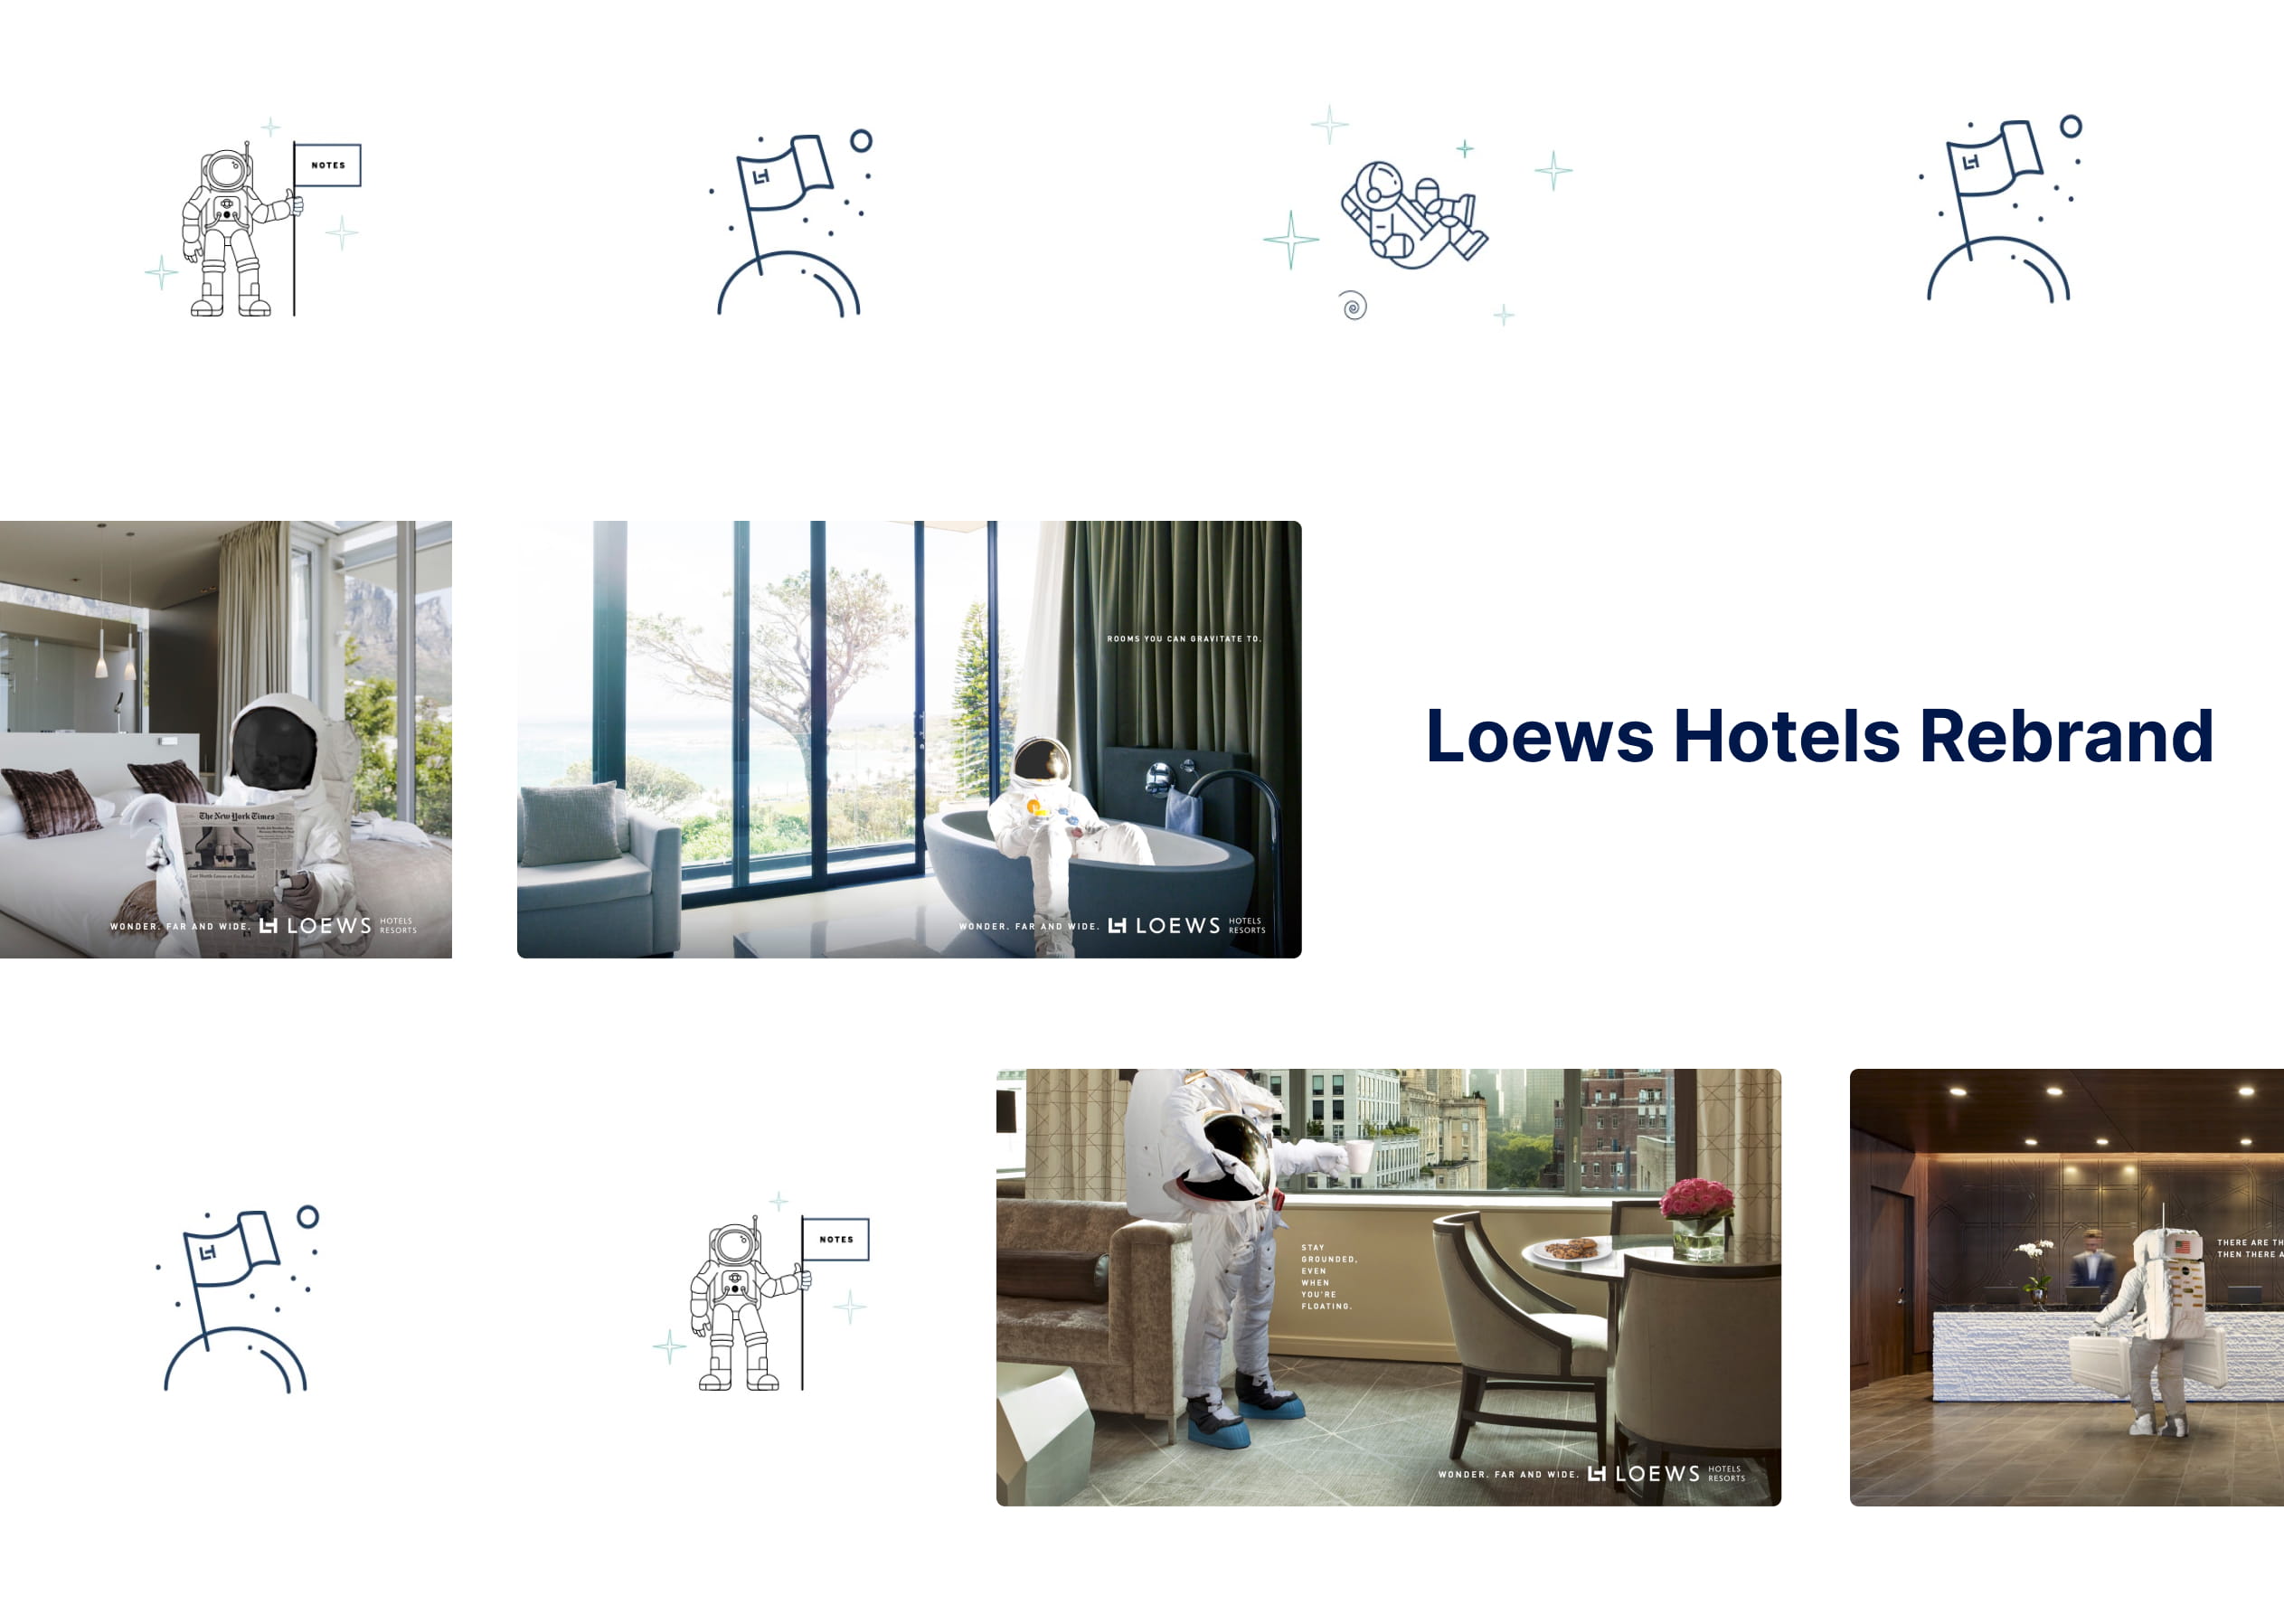 NOTES
ROOMS YOU CAN GRAVITATE TO.
Loews Hotels Rebrand
The New York Times
WONDER. FAR AND WIDE. LOEWS HOTELS
RESORTS
WONDER. FAR AND WIDE. LOEWS HOTELS
RESORTS
NOTES
STAY
GROUNDED,
EVEN
WHEN
YOU'RE
FLOATING.
THERE ARE TH
THEN THERE A
WONDER. FAR AND WIDE. LOEWS HOTELS
RESORTS